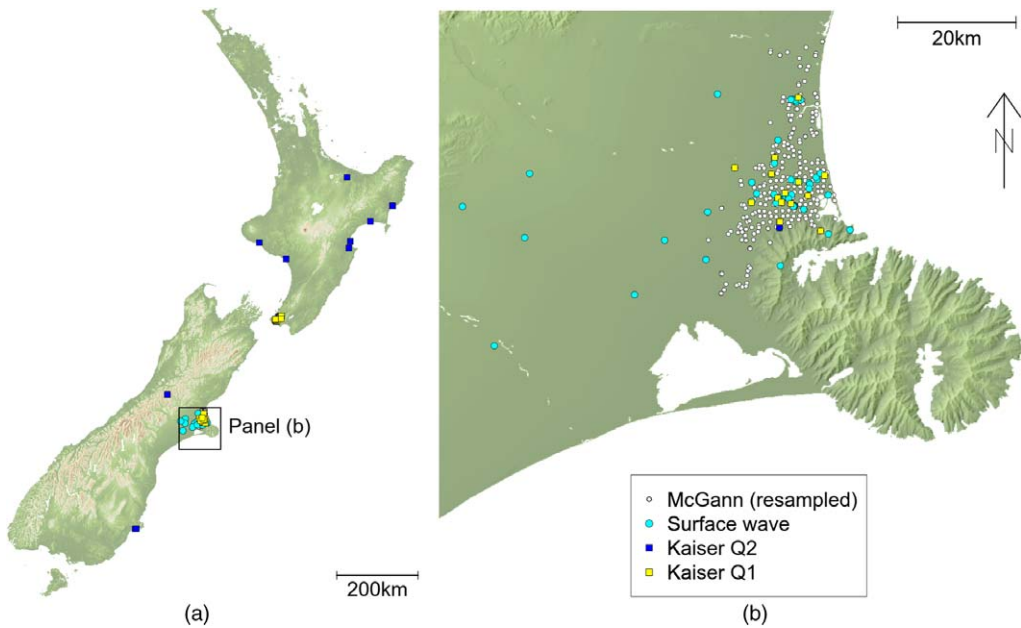 20km
N
Panel (b)
McGann (resampled)
Surface wave
Kaiser Q2
Kaiser Q1
200km
(a)
(b)